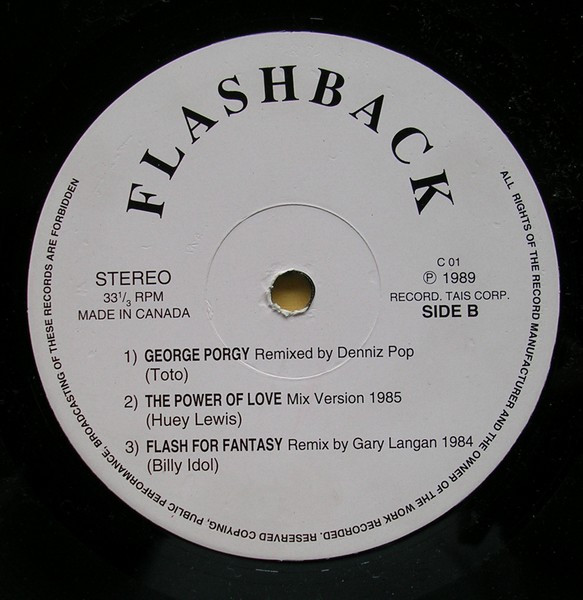 FLASHBACK
STEREO
33 1/3 RPM
MADE IN CANADA
C 01
℗ 1989
RECORD. TAIS CORP.
SIDE B
1) GEORGE PORGY Remixed by Denniz Pop
(Toto)
2) THE POWER OF LOVE Mix Version 1985
(Huey Lewis)
3) FLASH FOR FANTASY Remix by Gary Langan 1984
(Billy Idol)
ALL RIGHTS OF THE RECORD MANUFACTURER AND THE OWNER OF THE WORK RECORDED. RESERVED COPYING, PUBLIC PERFORMANCE, BROADCASTING OF THESE RECORDS ARE FORBIDDEN